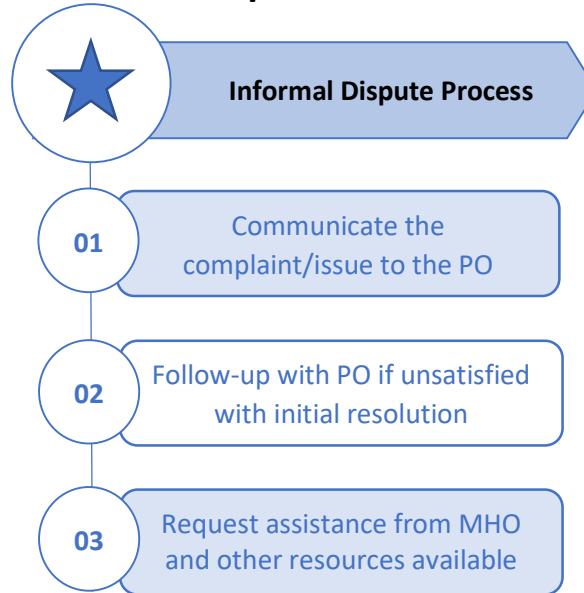 Informal Dispute Process
01
Communicate the
complaint/issue to the PO
02
Follow-up with PO if unsatisfied
with initial resolution
03
Request assistance from MHO
and other resources available